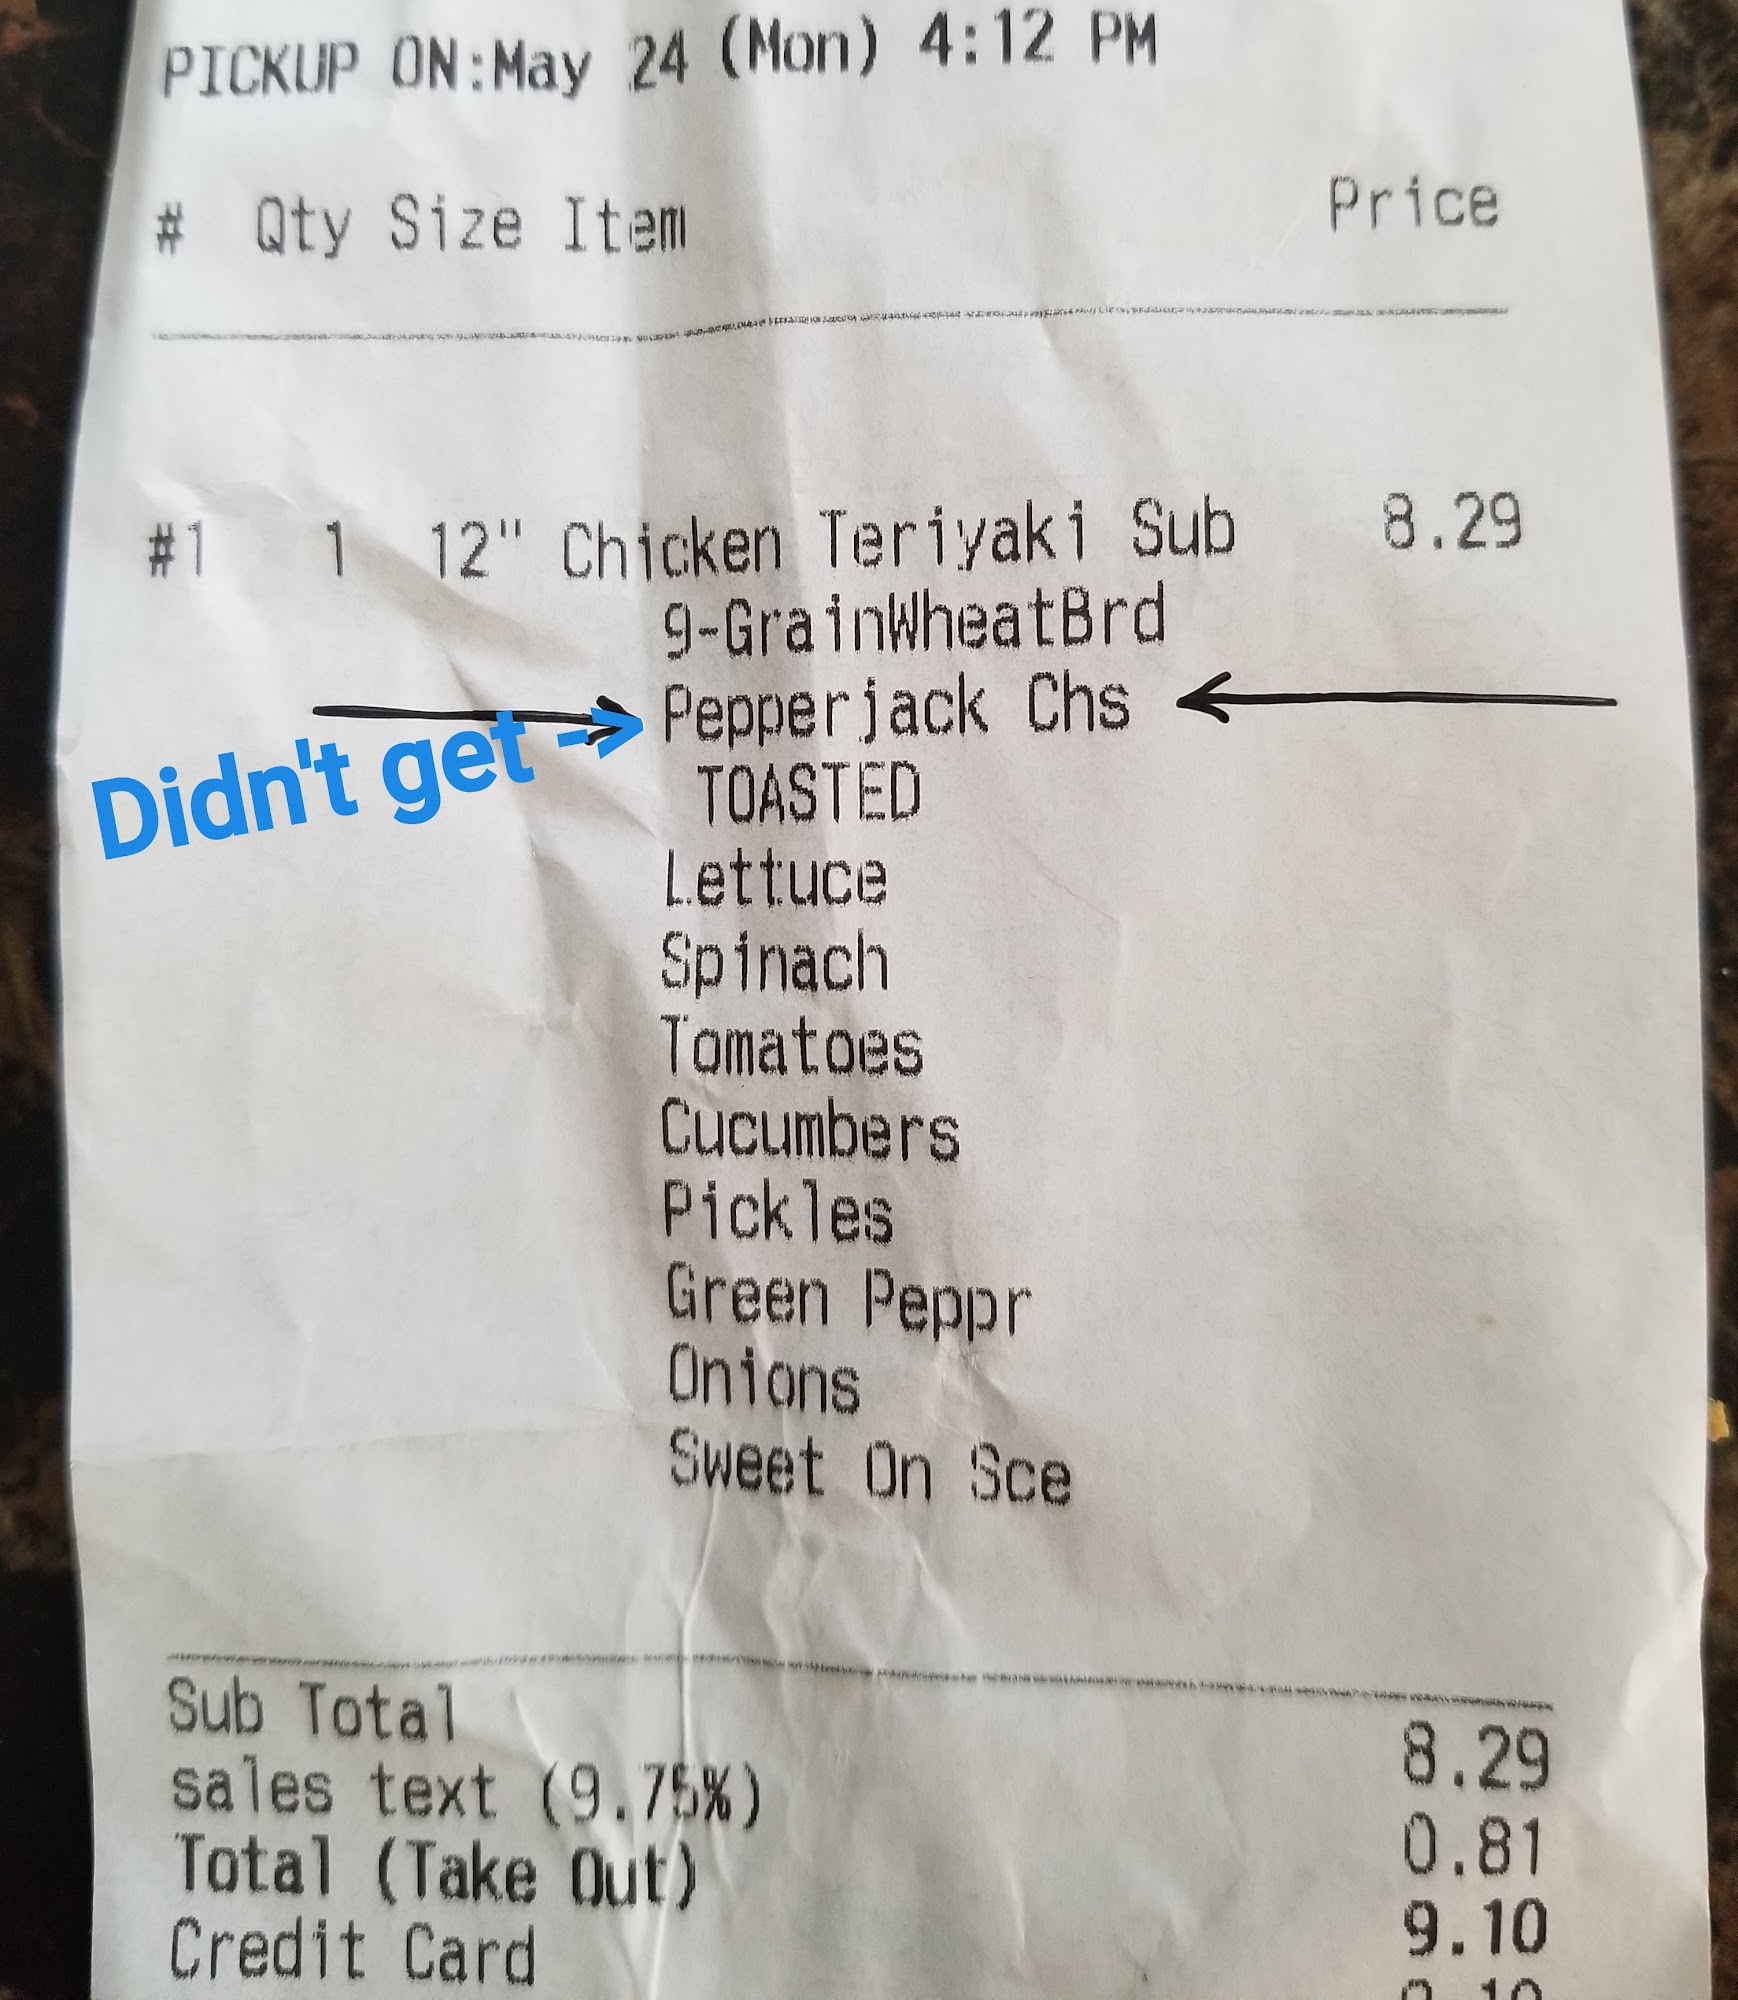 PICKUP ON:May 24 (Mon) 4:12 PM
# Qty Size Item Price
#1 1 12" Chicken Teriyaki Sub 8.29
9-GrainWheatBrd
Didn't get -> Pepperjack Chs
TOASTED
Lettuce
Spinach
Tomatoes
Cucumbers
Pickles
Green Peppr
Onions
Sweet On Sce
Sub Total 8.29
sales text (9.75%) 0.81
Total (Take Out) 9.10
Credit Card